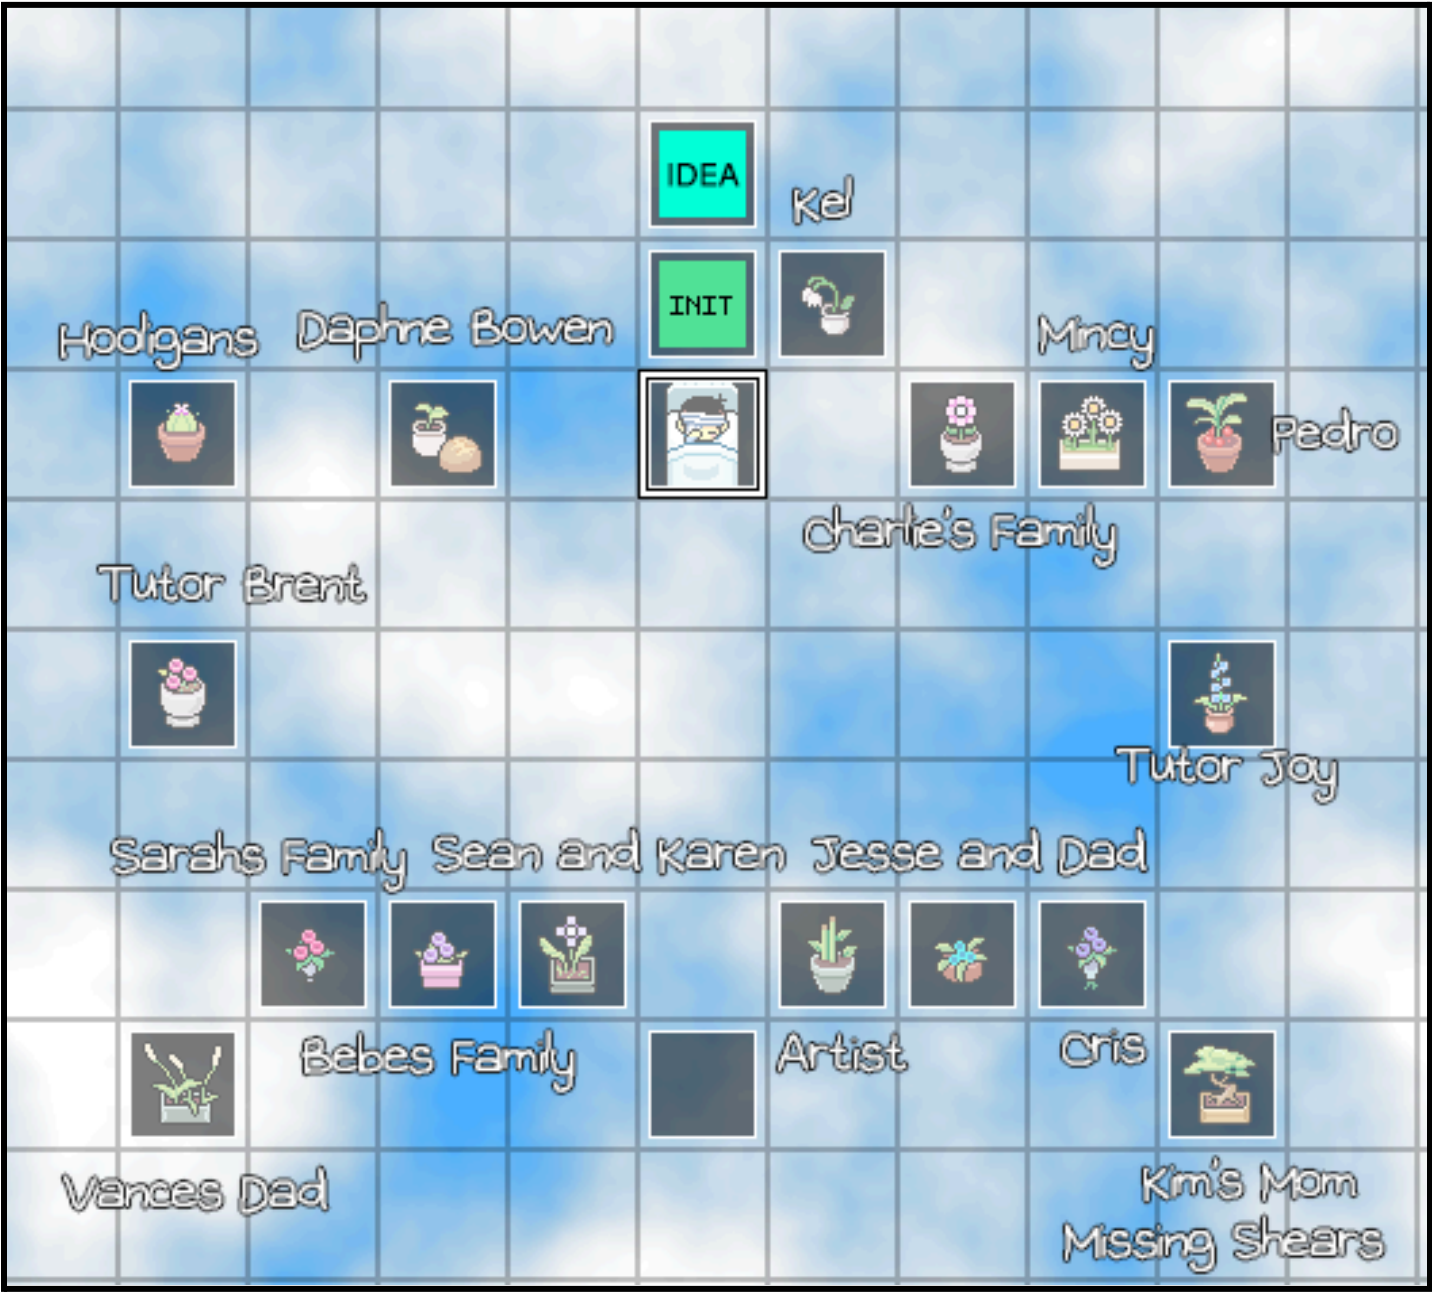 IDEA
Kel
INIT
Hooligans
Daphne Bowen
Mincy
Pedro
Charlie's Family
Tutor Brent
Tutor Joy
Sarahs Family
Sean and Karen
Jesse and Dad
Bebes Family
Artist
Cris
Vances Dad
Kim's Mom
Missing Shears